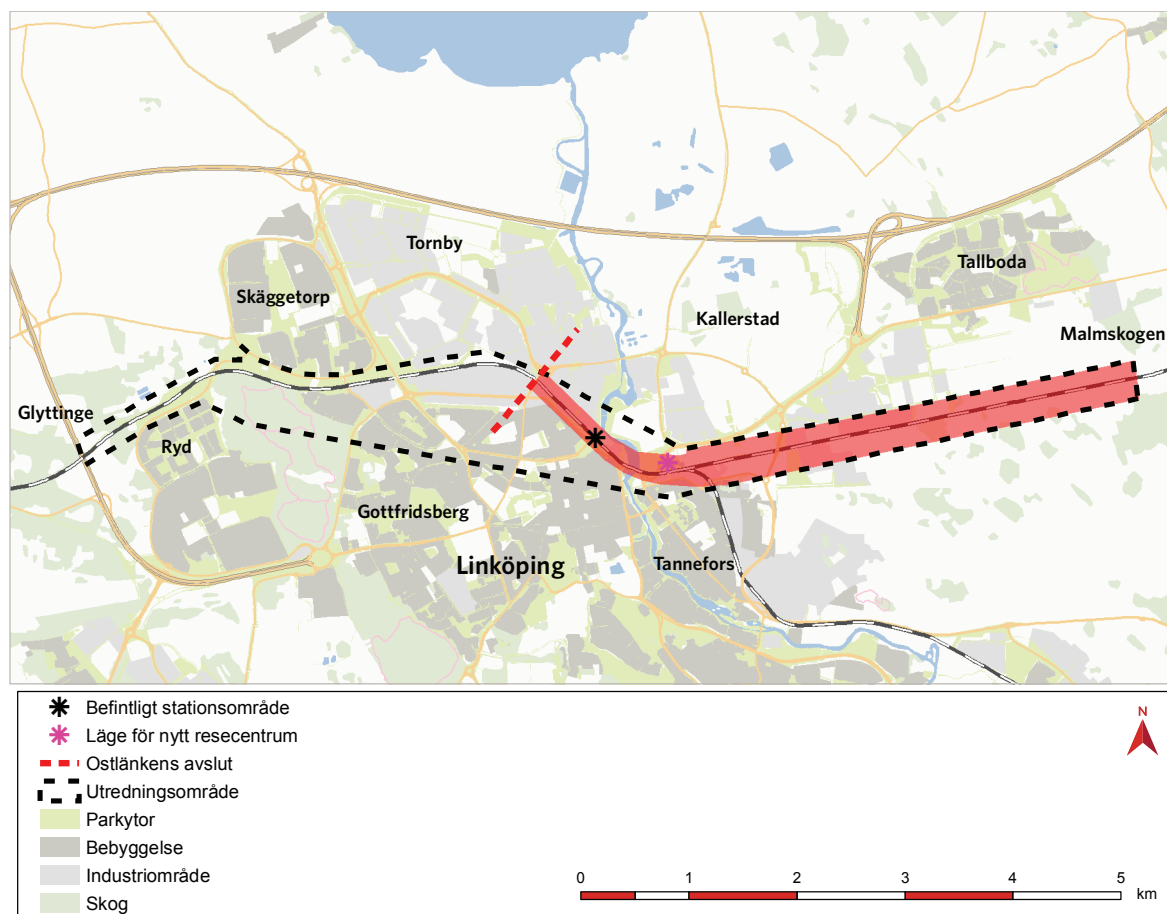 Tornby
Tallboda
Skäggetorp
Kallerstad
Malmskogen
Glyttinge
Ryd
Gottfridsberg
Linköping
Tannefors
Befintligt stationsområde
Läge för nytt resecentrum
Ostlänkens avslut
Utredningsområde
Parkytor
Bebyggelse
Industriområde
Skog
N
0 1 2 3 4 5
km